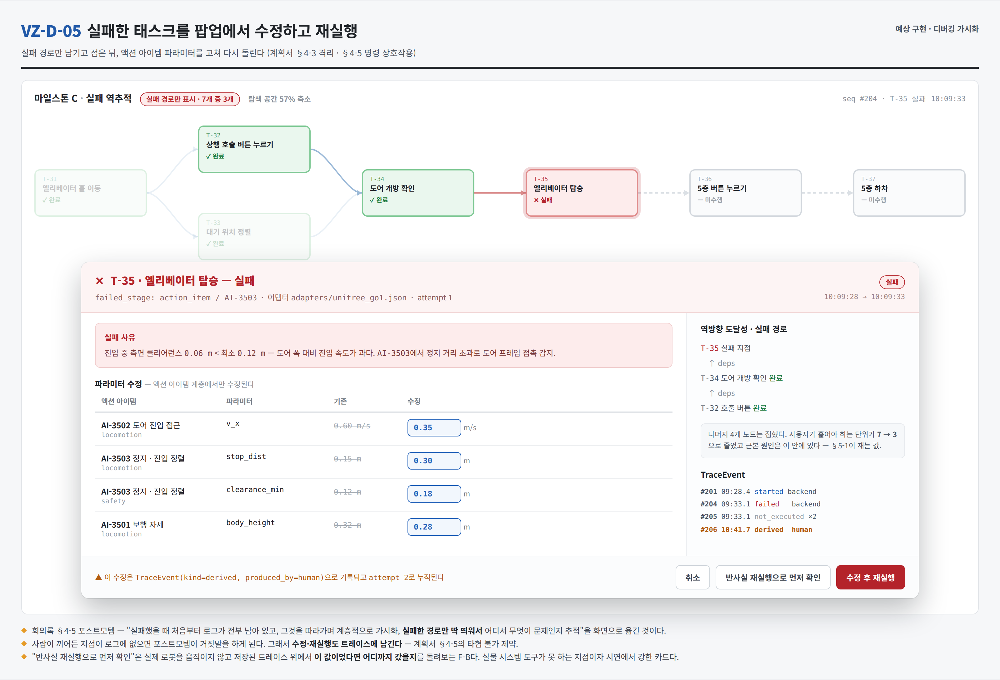 VZ-D-05 실패한 태스크를 팝업에서 수정하고 재실행
예상 구현 · 디버깅 가시화
실패 경로만 남기고 접은 뒤, 액션 아이템 파라미터를 고쳐 다시 돌린다 (계획서 §4-3 격리 · §4-5 명령 상호작용)
마일스톤 C · 실패 역추적
실패 경로만 표시 · 7개 중 3개
탐색 공간 57% 축소
seq #204 · T-35 실패 10:09:33
T-31
엘리베이터 홀 이동
✓ 완료
T-32
상행 호출 버튼 누르기
✓ 완료
T-33
대기 위치 정렬
✓ 완료
T-34
도어 개방 확인
✓ 완료
T-35
엘리베이터 탑승
✕ 실패
T-36
5층 버튼 누르기
— 미수행
T-37
5층 하차
— 미수행
✕ T-35 · 엘리베이터 탑승 — 실패
실패
failed_stage: action_item / AI-3503 · 어댑터 adapters/unitree_go1.json · attempt 1
10:09:28 → 10:09:33
실패 사유
진입 중 측면 클리어런스 0.06 m < 최소 0.12 m — 도어 폭 대비 진입 속도가 과다. AI-3503에서 정지 거리 초과로 도어 프레임 접촉 감지.
파라미터 수정 — 액션 아이템 계층에서만 수정된다
액션 아이템 파라미터 기존 수정
AI-3502 도어 진입 접근 v_x 0.60 m/s 0.35 m/s
locomotion
AI-3503 정지 · 진입 정렬 stop_dist 0.15 m 0.30 m
locomotion
AI-3503 정지 · 진입 정렬 clearance_min 0.12 m 0.18 m
safety
AI-3501 보행 자세 body_height 0.32 m 0.28 m
locomotion
역방향 도달성 · 실패 경로
T-35 실패 지점
↑ deps
T-34 도어 개방 확인 완료
↑ deps
T-32 호출 버튼 완료
나머지 4개 노드는 접혔다. 사용자가 훑어야 하는 단위가 7 → 3
으로 줄었고 근본 원인은 이 안에 있다 — §5-1이 재는 값.
TraceEvent
#201 09:28.4 started backend
#204 09:33.1 failed backend
#205 09:33.1 not_executed ×2
#206 10:41.7 derived human
▲ 이 수정은 TraceEvent(kind=derived, produced_by=human)으로 기록되고 attempt 2로 누적된다
취소
반사실 재실행으로 먼저 확인
수정 후 재실행
◆ 회의록 §4-5 포스트모템 — "실패했을 때 처음부터 로그가 전부 남아 있고, 그것을 따라가며 계층적으로 가시화, 실패한 경로만 딱 띄워서 어디서 무엇이 문제인지 추적"을 화면으로 옮긴 것이다.
◆ 사람이 끼어든 지점이 로그에 없으면 포스트모템이 거짓말을 하게 된다. 그래서 수정·재실행도 트레이스에 남긴다 — 계획서 §4-5의 타협 불가 제약.
◆ "반사실 재실행으로 먼저 확인"은 실제 로봇을 움직이지 않고 저장된 트레이스 위에서 이 값이었다면 어디까지 갔을지를 돌려보는 F-B다. 실물 시스템 도구가 못 하는 지점이자 시연에서 강한 카드다.